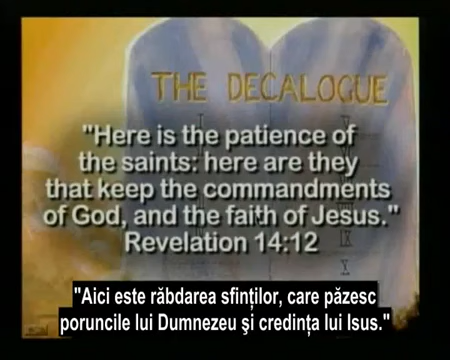 THE DECALOGUE
"Here is the patience of
the saints: here are they
that keep the commandments
of God, and the faith of Jesus."
Revelation 14:12
"Aici este răbdarea sfinţilor, care păzesc
poruncile lui Dumnezeu şi credinţa lui Isus."